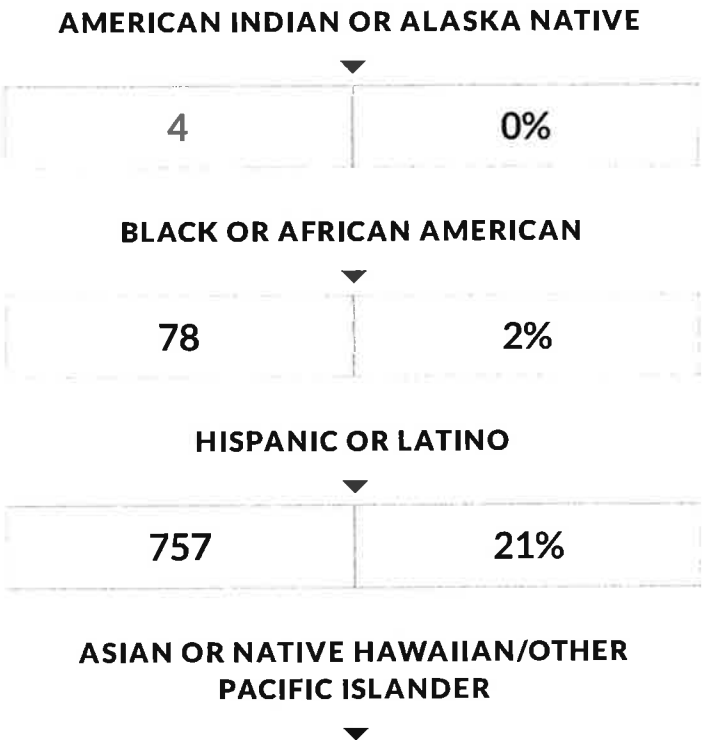 AMERICAN INDIAN OR ALASKA NATIVE
4 0%
BLACK OR AFRICAN AMERICAN
78 2%
HISPANIC OR LATINO
757 21%
ASIAN OR NATIVE HAWAIIAN/OTHER
PACIFIC ISLANDER